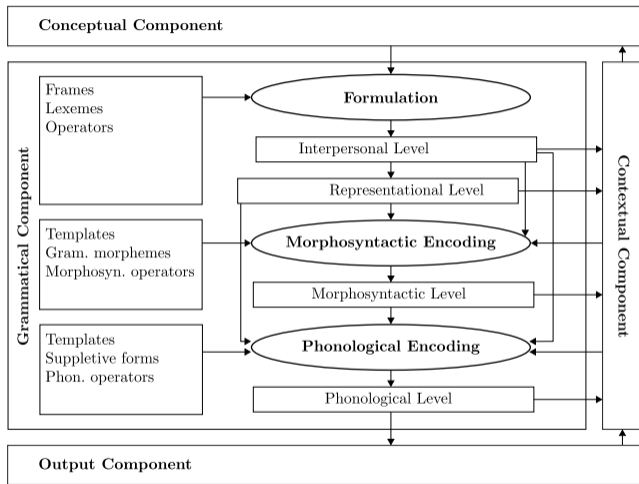 Conceptual Component
Grammatical Component
Frames
Lexemes
Operators
Formulation
Interpersonal Level
Representational Level
Templates
Gram. morphemes
Morphosyn. operators
Morphosyntactic Encoding
Morphosyntactic Level
Templates
Suppletive forms
Phon. operators
Phonological Encoding
Phonological Level
Contextual Component
Output Component